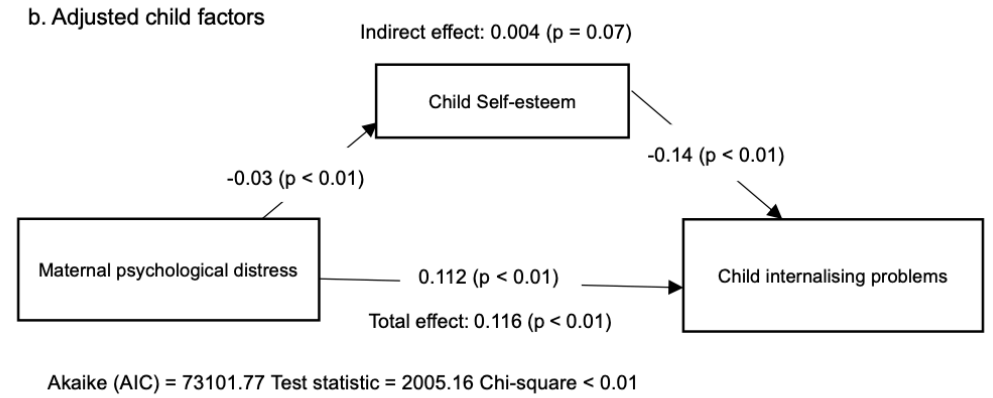 b. Adjusted child factors
Indirect effect: 0.004 (p = 0.07)
Child Self-esteem
-0.14 (p < 0.01)
-0.03 (p < 0.01)
Maternal psychological distress
0.112 (p < 0.01)
Child internalising problems
Total effect: 0.116 (p < 0.01)
Akaike (AIC) = 73101.77 Test statistic = 2005.16 Chi-square < 0.01